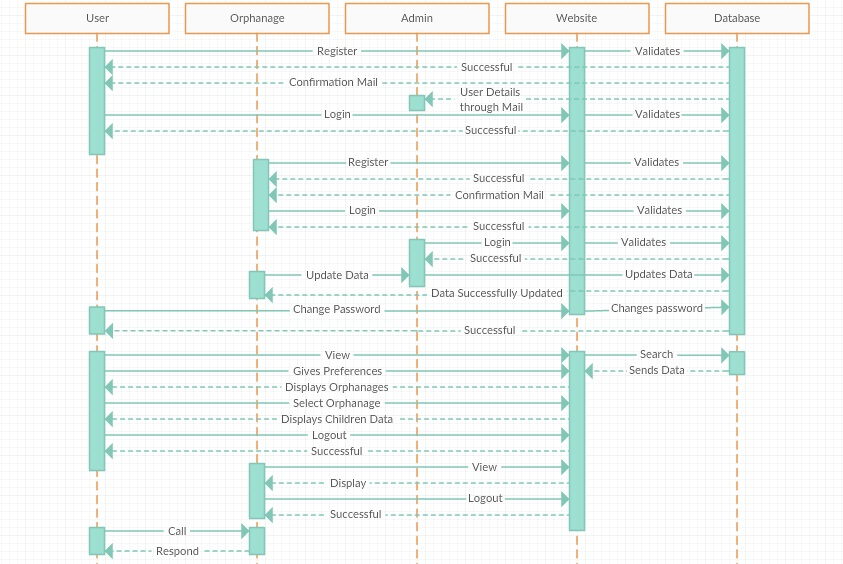 User Orphanage Admin Website Database
Register Validates
Successful
Confirmation Mail
User Details
through Mail
Login Validates
Successful
Register Validates
Successful
Confirmation Mail
Login Validates
Successful
Login Validates
Successful
Update Data Updates Data
Data Successfully Updated
Change Password Changes password
Successful
View Search
Gives Preferences Sends Data
Displays Orphanages
Select Orphanage
Displays Children Data
Logout
Successful
View
Display
Logout
Successful
Call
Respond